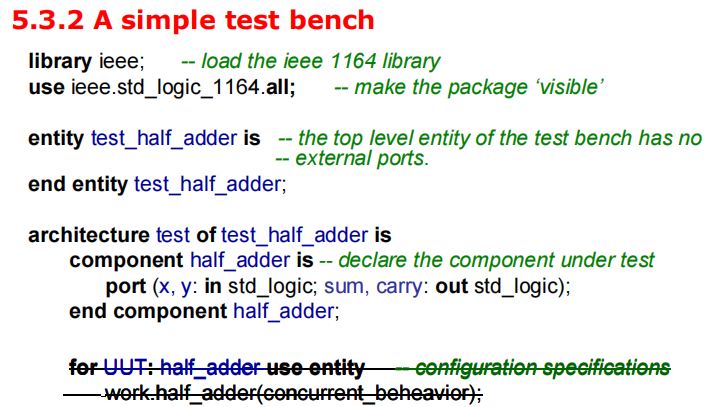 5.3.2 A simple test bench
library ieee; -- load the ieee 1164 library
use ieee.std_logic_1164.all; -- make the package ‘visible’
entity test_half_adder is -- the top level entity of the test bench has no
-- external ports.
end entity test_half_adder;
architecture test of test_half_adder is
component half_adder is -- declare the component under test
port (x, y: in std_logic; sum, carry: out std_logic);
end component half_adder;
for UUT: half_adder use entity -- configuration specifications
work.half_adder(concurrent_beheavior);